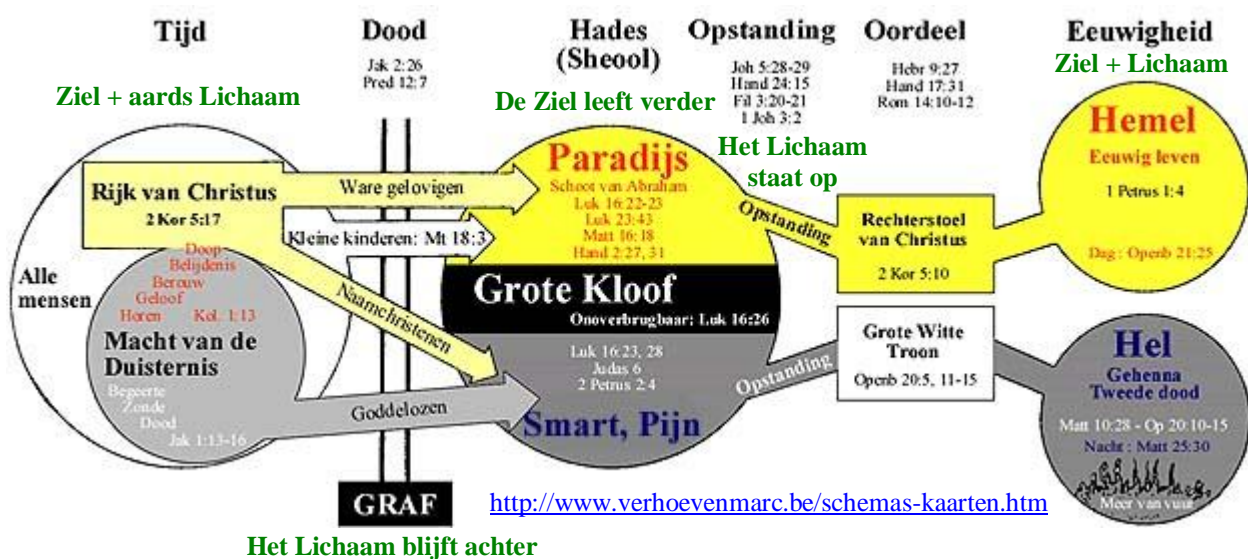 Tijd
Ziel + aards Lichaam
Alle
mensen
Rijk van Christus
2 Kor 5:17
Doop
Belijdenis
Berouw
Geloof
Horen Kol. 1:13
Macht van de
Duisternis
Begeerte
Zonde
Dood
Jak 1:13-16
Dood
Jak 2:26
Pred 12:7
Ware gelovigen
Kleine kinderen: Mt 18:3
Naamchristenen
Goddelozen
GRAF
Het Lichaam blijft achter
Hades
(Sheool)
De Ziel leeft verder
Paradijs
Schoot van Abraham
Luk 16:22-23
Luk 23:43
Matt 16:18
Hand 2:27, 31
Grote Kloof
Onoverbrugbaar: Luk 16:26
Luk 16:23, 28
Judas 6
2 Petrus 2:4
Smart, Pijn
Opstanding
Joh 5:28-29
Hand 24:15
Fil 3:20-21
1 Joh 3:2
Het Lichaam
staat op
Opstanding
Opstanding
Oordeel
Hebr 9:27
Hand 17:31
Rom 14:10-12
Rechterstoel
van Christus
2 Kor 5:10
Grote Witte
Troon
Openb 20:5, 11-15
Eeuwigheid
Ziel + Lichaam
Hemel
Eeuwig leven
1 Petrus 1:4
Dag : Openb 21:25
Hel
Gehenna
Tweede dood
Matt 10:28 - Op 20:10-15
Nacht : Matt 25:30
Meer van vuur
http://www.verhoevenmarc.be/schemas-kaarten.htm